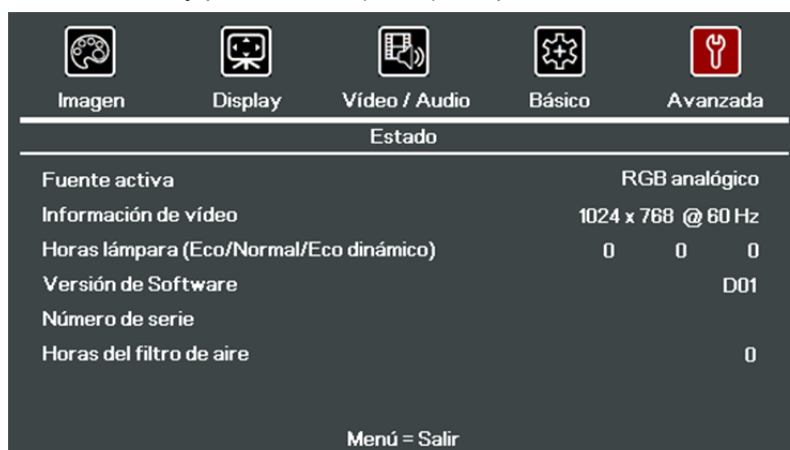 Imagen Display Vídeo / Audio Básico Avanzada
Estado
Fuente activa RGB analógico
Información de vídeo 1024 x 768 @ 60 Hz
Horas lámpara (Eco/Normal/Eco dinámico) 0 0 0
Versión de Software D01
Número de serie
Horas del filtro de aire 0
Menú = Salir